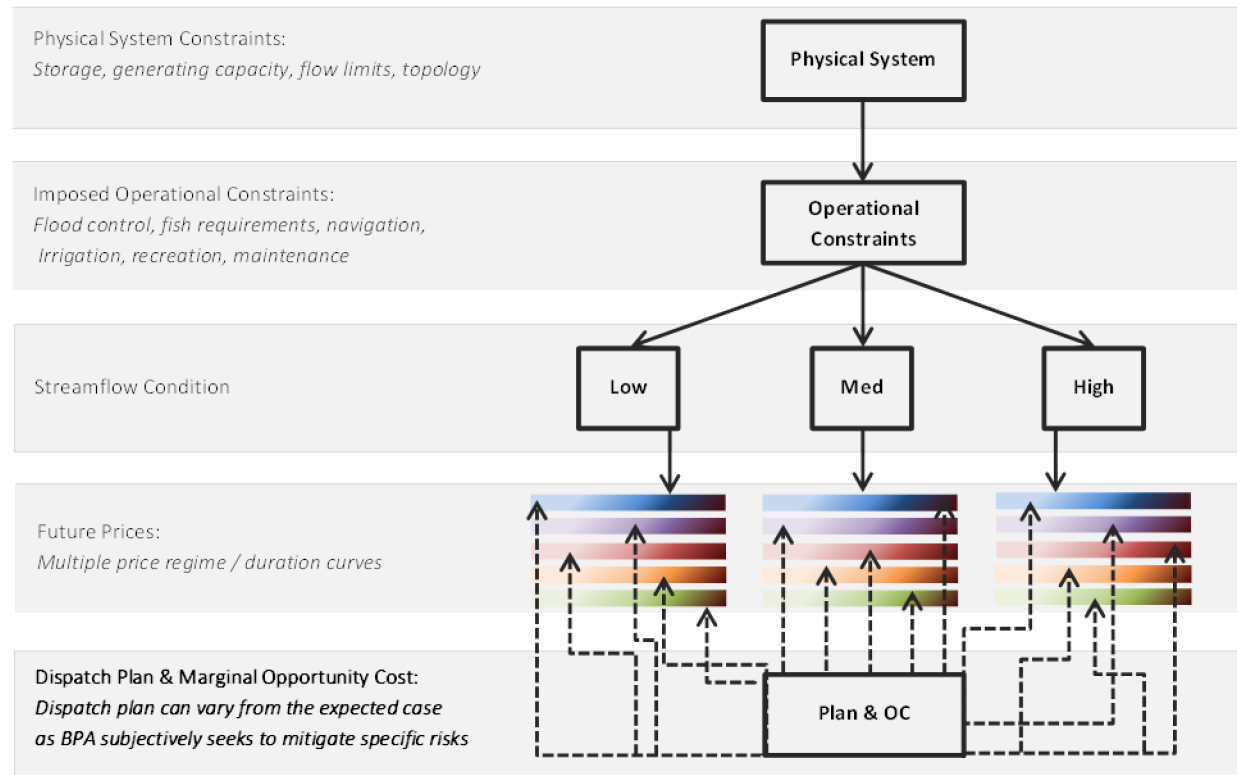 Physical System Constraints:
Storage, generating capacity, flow limits, topology
Physical System
Imposed Operational Constraints:
Flood control, fish requirements, navigation,
Irrigation, recreation, maintenance
Operational
Constraints
Streamflow Condition
Low
Med
High
Future Prices:
Multiple price regime / duration curves
Dispatch Plan & Marginal Opportunity Cost:
Dispatch plan can vary from the expected case
as BPA subjectively seeks to mitigate specific risks
Plan & OC